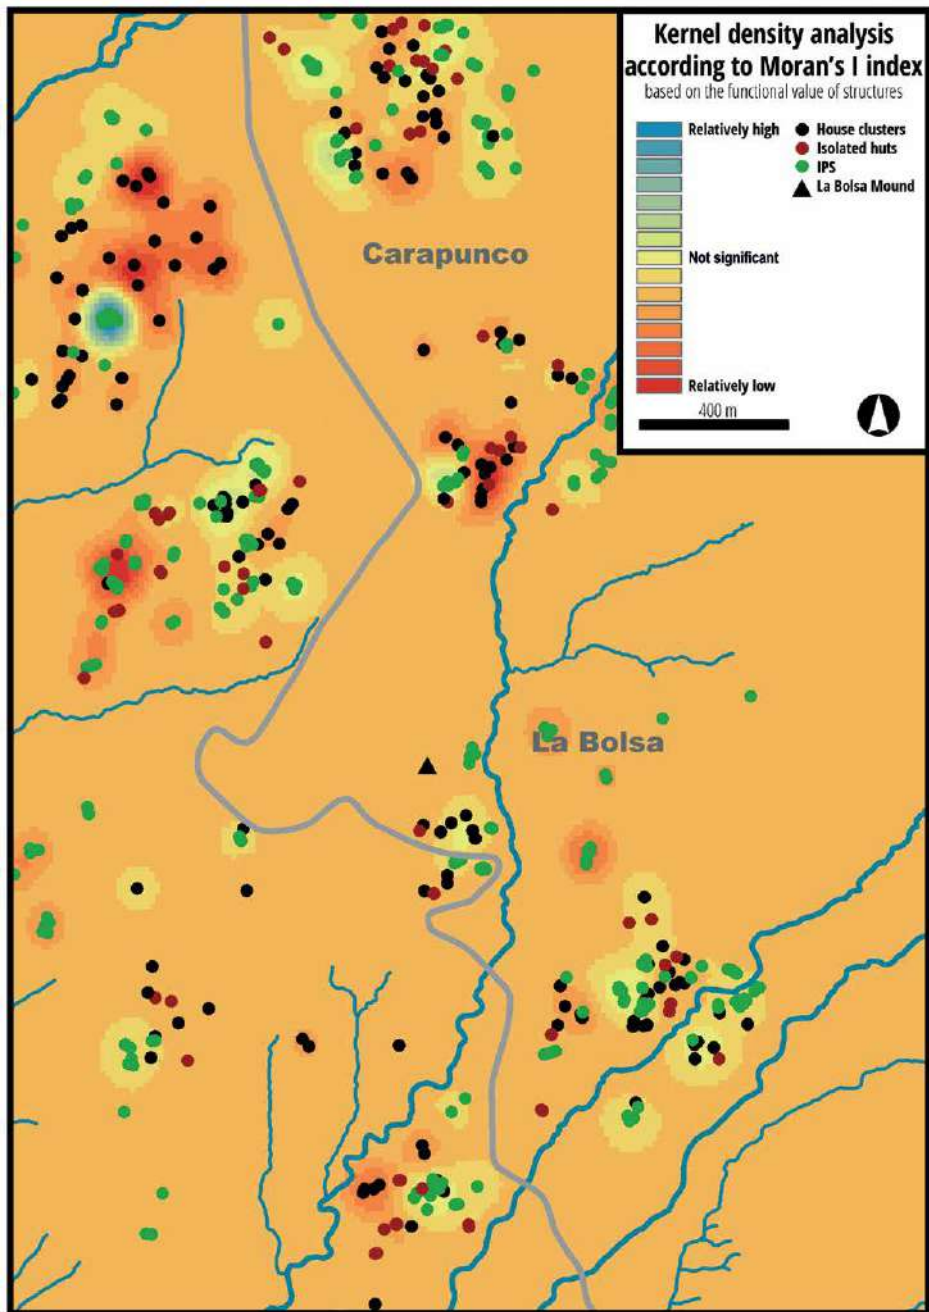 Kernel density analysis
according to Moran's I index
based on the functional value of structures
Relatively high
Not significant
Relatively low
House clusters
Isolated huts
IPS
La Bolsa Mound
400 m
Carapunco
La Bolsa